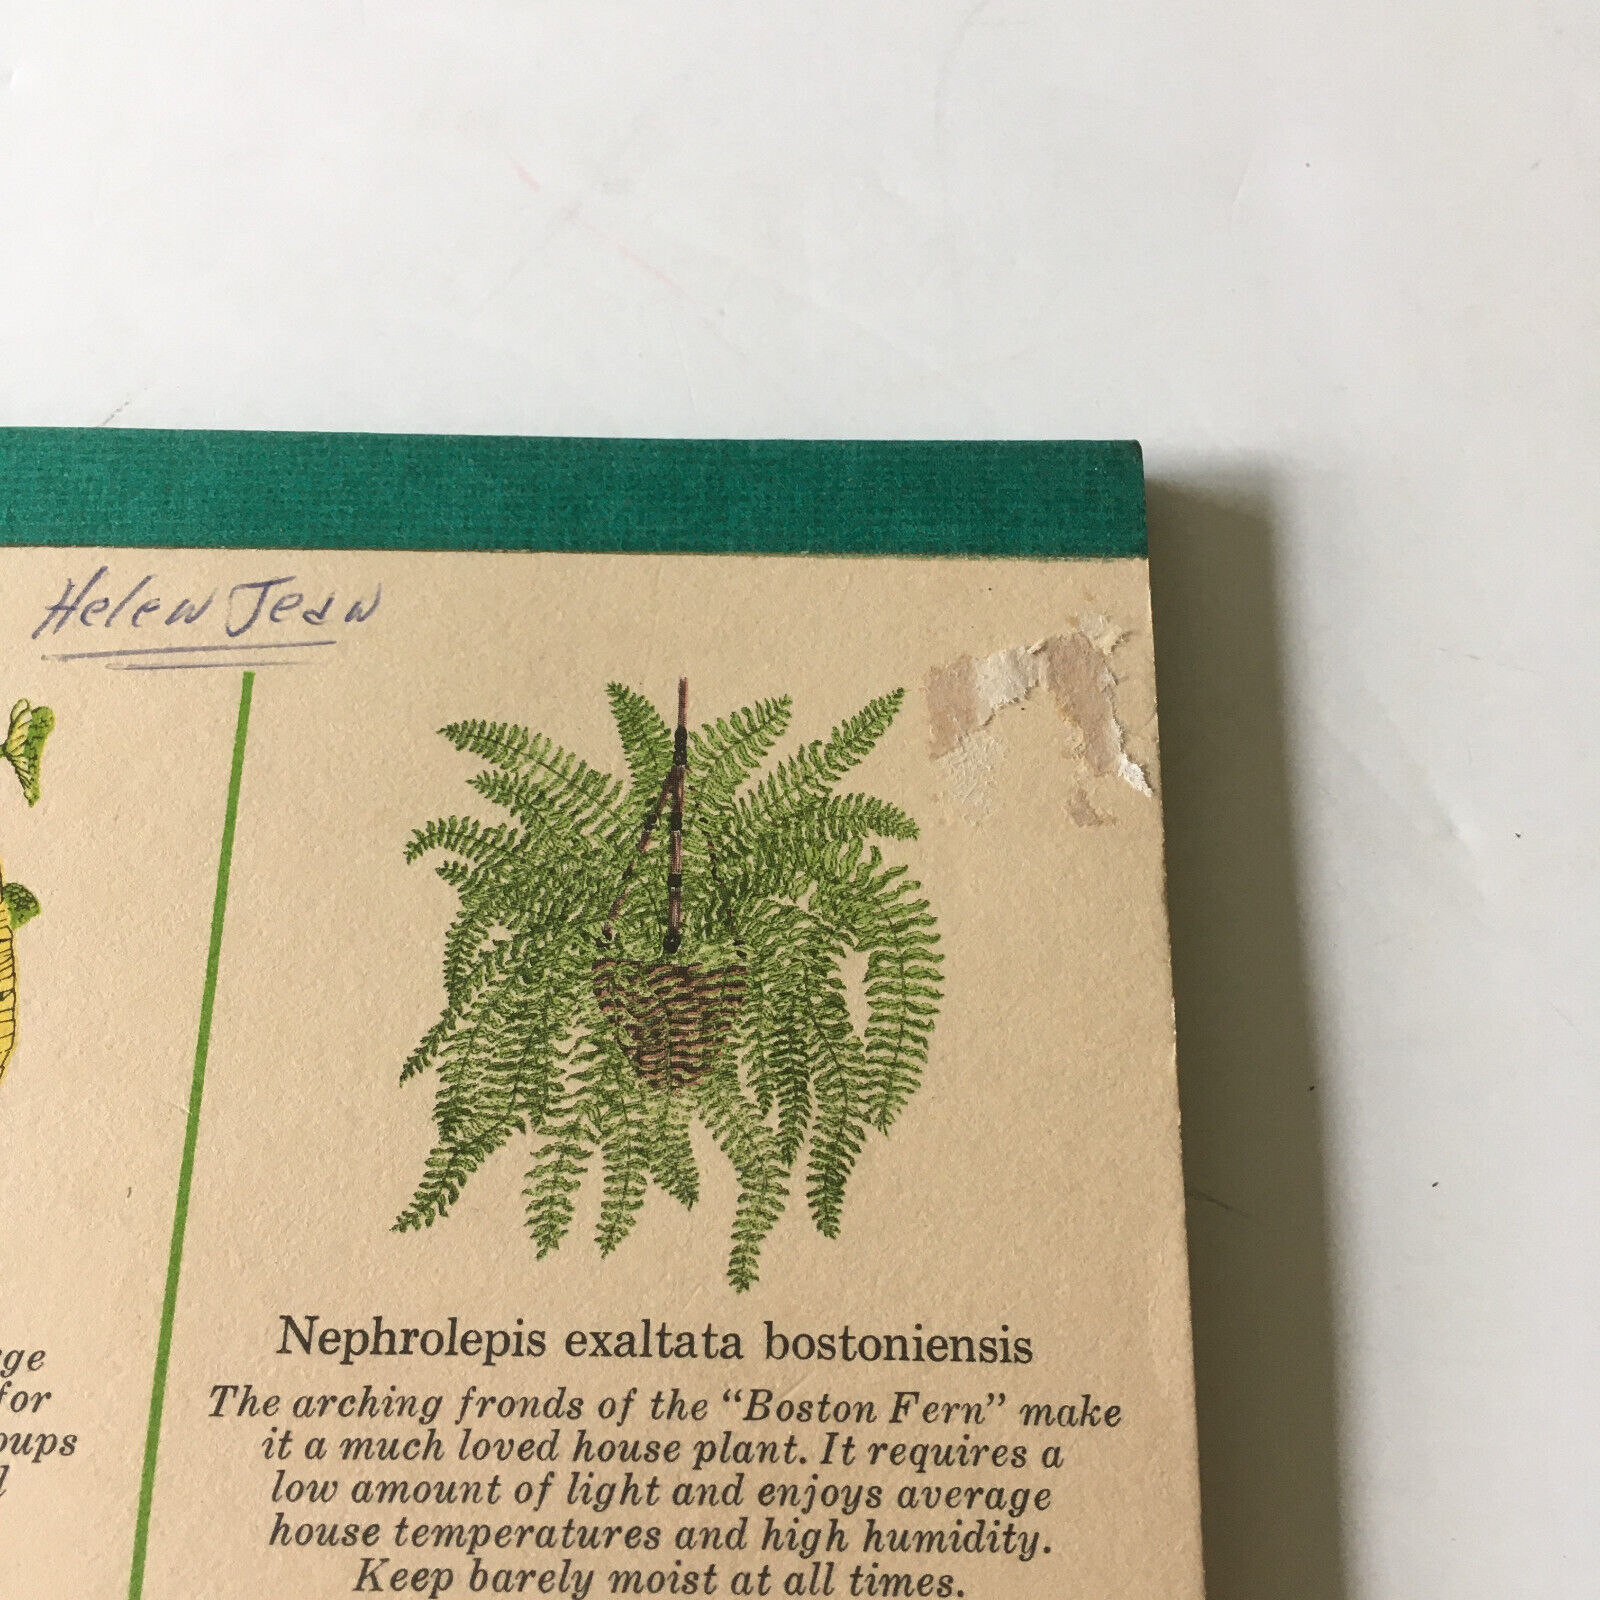 Helen Jean
for
Nephrolepis exaltata bostoniensis
The arching fronds of the “Boston Fern” make
it a much loved house plant. It requires a
low amount of light and enjoys average
house temperatures and high humidity.
Keep barely moist at all times.